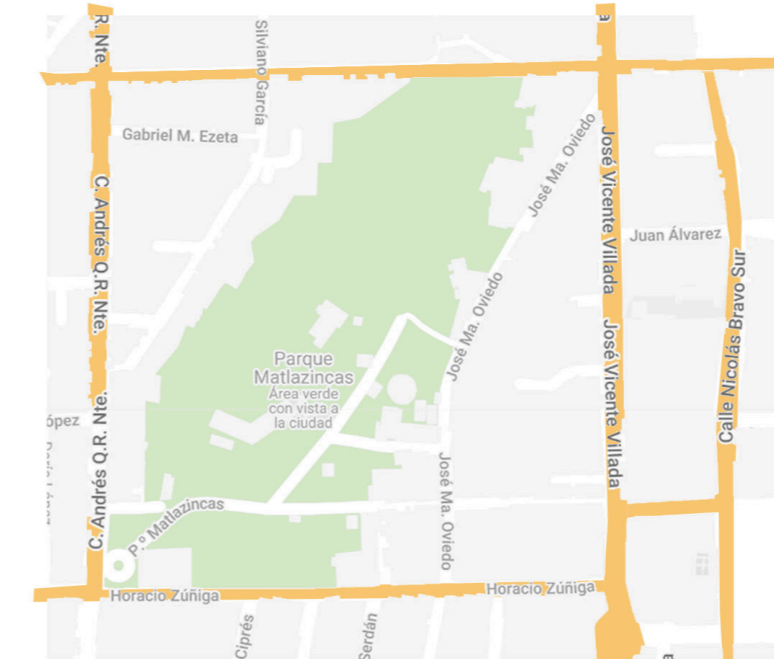 R. Nte.
Silviano García
a
Gabriel M. Ezeta
José Ma. Oviedo
José Vicente Villada
C. Andrés Q.R. Nte.
Juan Álvarez
Calle Nicolás Bravo Sur
José Ma. Oviedo
José Vicente Villada
Parque
Matlazincas
Área verde
con vista a
la ciudad
C. Andrés Q.R. Nte.
ópez
José Ma. Oviedo
P.º Matlazincas
Horacio Zúñiga
Horacio Zúñiga
Ciprés
Serdán
a